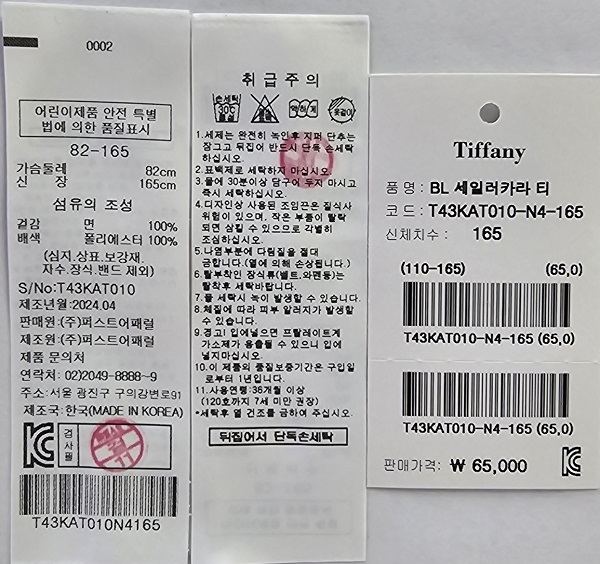 0002
어린이제품 안전 특별
법에 의한 품질표시
82-165
가슴둘레 82cm
신 장 165cm
섬유의 조성
겉감 면 100%
배색 폴리에스터 100%
(심지.상표.보강재.
자수.장식.밴드 제외)
S/No:T43KAT010
제조년월:2024.04
판매원:(주)퍼스트어패럴
제조원:(주)퍼스트어패럴
제품 문의처
연락처: 02)2049-8888~9
주소:서울 광진구 구의강변로91
제조국:한국(MADE IN KOREA)
검사필
T43KAT010N4165
취급주의
손세탁
30℃
약하게
옷걸이
1.세제는 완전히 녹인후 지퍼 단추는
장그고 뒤집어 반드시 단독 손세탁
하십시오.
2.표백제로 세탁하지 마십시오.
3.물에 30분이상 담구어 두지 마시고
즉시 세탁하십시오.
4.디자인상 사용된 조임끈은 질식사
위험이 있으며, 작은 부품이 탈락
되면 삼킬 수 있으므로 각별히
조심하십시오.
5.나염부분에 다림질을 절대
금합니다.(열에 의해 손상됩니다.)
6.탈부착된 장식류(벨트.와펜등)는
탈착후 세탁바랍니다.
7.물 세탁시 녹이 발생할 수 있습니다.
8.체질에 따라 피부 알러지가 발생할
수 있습니다.
9.경고! 입에넣으면 프탈레이트계
가소제가 용출될 수 있으니 입에
넣지마십시오.
10.이 제품의 품질보증기간은 구입일
로부터 1년입니다.
11.사용연령:36개월 이상
(120호까지 7세 미만 권장)
*세탁후 열 건조를 금하여 주십시오.
뒤집어서 단독손세탁
Tiffany
품 명 : BL 세일러카라 티
코 드 : T43KAT010-N4-165
신체치수 : 165
(110-165) (65,0)
T43KAT010-N4-165 (65,0)
T43KAT010-N4-165 (65,0)
판매가격: ₩ 65,000